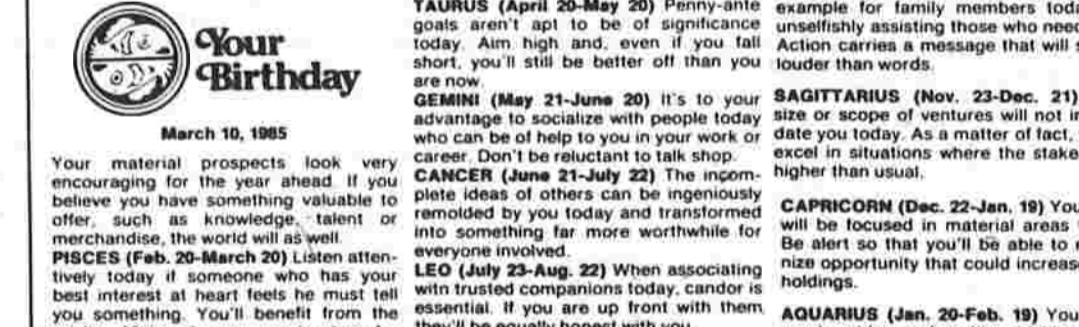 Your
Birthday
March 10, 1985
Your material prospects look very
encouraging for the year ahead. If you
believe you have something valuable to
offer, such as knowledge, talent or
merchandise, the world will as well.
PISCES (Feb. 20-March 20) Listen atten-
tively today if someone who has your
best interest at heart feels he must tell
you something. You'll benefit from the
TAURUS (April 20-May 20) Penny-ante
goals aren't apt to be of significance
today. Aim high and, even if you fall
short, you'll still be better off than you
are now.
GEMINI (May 21-June 20) It's to your
advantage to socialize with people today
who can be of help to you in your work or
career. Don't be reluctant to talk shop.
CANCER (June 21-July 22) The incom-
plete ideas of others can be ingeniously
remolded by you today and transformed
into something far more worthwhile for
everyone involved.
LEO (July 23-Aug. 22) When associating
with trusted companions today, candor is
essential. If you are up front with them
they'll be equally honest with you.
example for family members
unselfishly assisting those who
Action carries a message that will
louder than words.
SAGITTARIUS (Nov. 23-Dec. 21)
size or scope of ventures will not
date you today. As a matter of fact,
excel in situations where the
higher than usual.
CAPRICORN (Dec. 22-Jan. 19)
will be focused in material areas
Be alert so that you'll be able to
nize opportunity that could
holdings.
AQUARIUS (Jan. 20-Feb. 19)